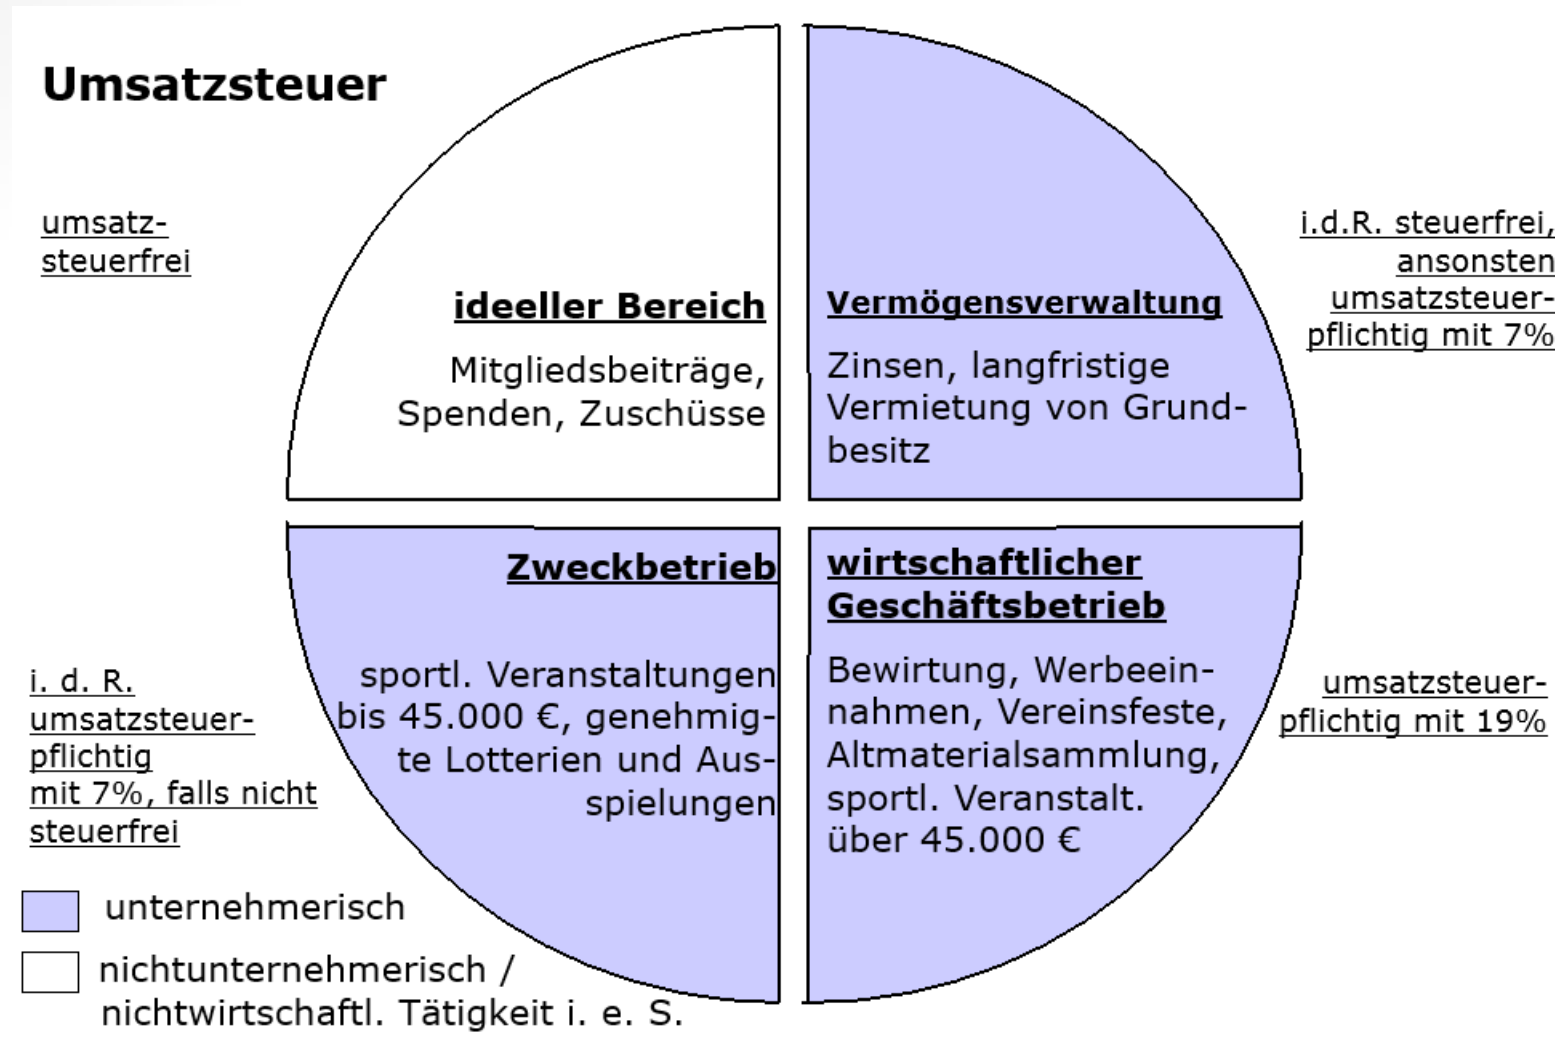 Umsatzsteuer
umsatz-
steuerfrei
ideeller Bereich
Mitgliedsbeiträge,
Spenden, Zuschüsse
Vermögensverwaltung
Zinsen, langfristige
Vermietung von Grund-
besitz
i.d.R. steuerfrei,
ansonsten
umsatzsteuer-
pflichtig mit 7%
Zweckbetrieb
sportl. Veranstaltungen
bis 45.000 €, genehmig-
te Lotterien und Aus-
spielungen
i. d. R.
umsatzsteuer-
pflichtig
mit 7%, falls nicht
steuerfrei
wirtschaftlicher
Geschäftsbetrieb
Bewirtung, Werbeein-
nahmen, Vereinsfeste,
Altmaterialsammlung,
sportl. Veranstalt.
über 45.000 €
umsatzsteuer-
pflichtig mit 19%
unternehmerisch
nichtunternehmerisch /
nichtwirtschaftl. Tätigkeit i. e. S.